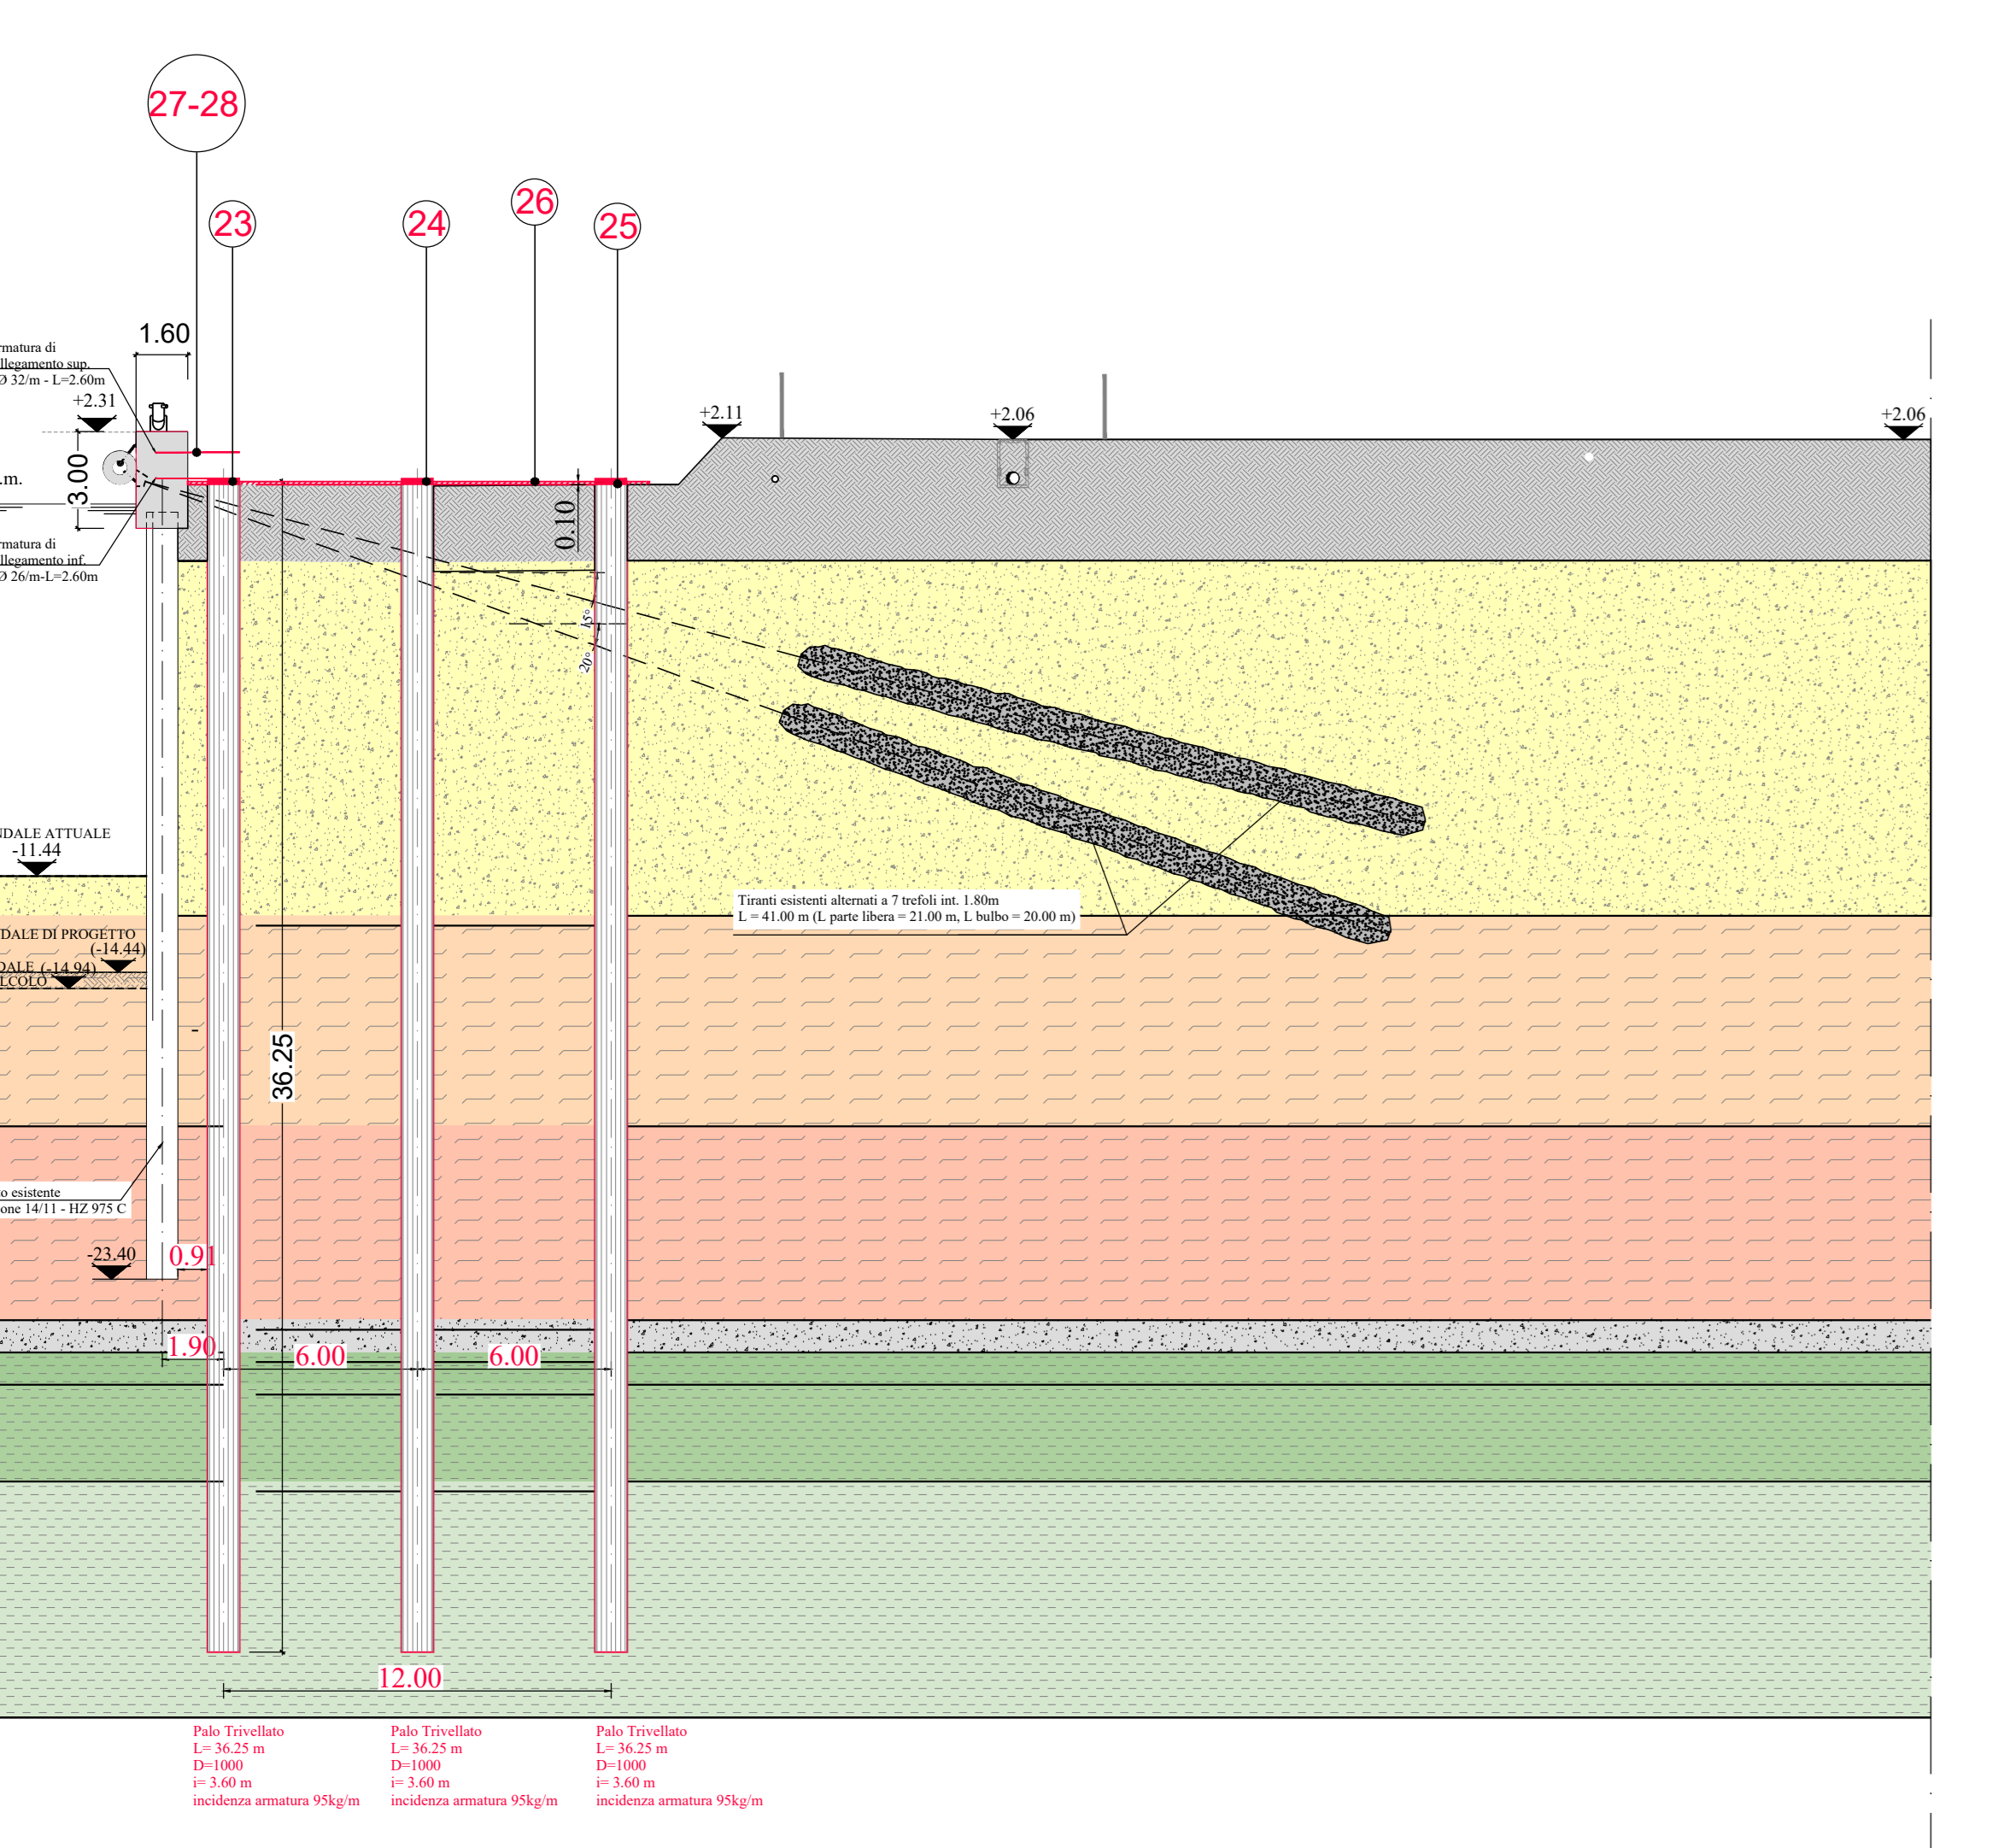 27-28
26
23
24
25
1.60
rmatura di
llegamento sup.
Ø 32/m - L=2.60m
+2.31
+2.11
+2.06
+2.06
3.00
.m.
0.10
rmatura di
llegamento inf.
Ø 26/m-L=2.60m
15°
20°
NDALE ATTUALE
-11.44
Tiranti esistenti alternati a 7 trefoli int. 1.80m
L = 41.00 m (L parte libera = 21.00 m, L bulbo = 20.00 m)
DALE DI PROGETTO
(-14.44)
DALE (-14.94)
LCOLO
36.25
o esistente
one 14/11 - HZ 975 C
-23.40
0.91
1.90
6.00
6.00
12.00
Palo Trivellato
L= 36.25 m
D=1000
i= 3.60 m
incidenza armatura 95kg/m
Palo Trivellato
L= 36.25 m
D=1000
i= 3.60 m
incidenza armatura 95kg/m
Palo Trivellato
L= 36.25 m
D=1000
i= 3.60 m
incidenza armatura 95kg/m